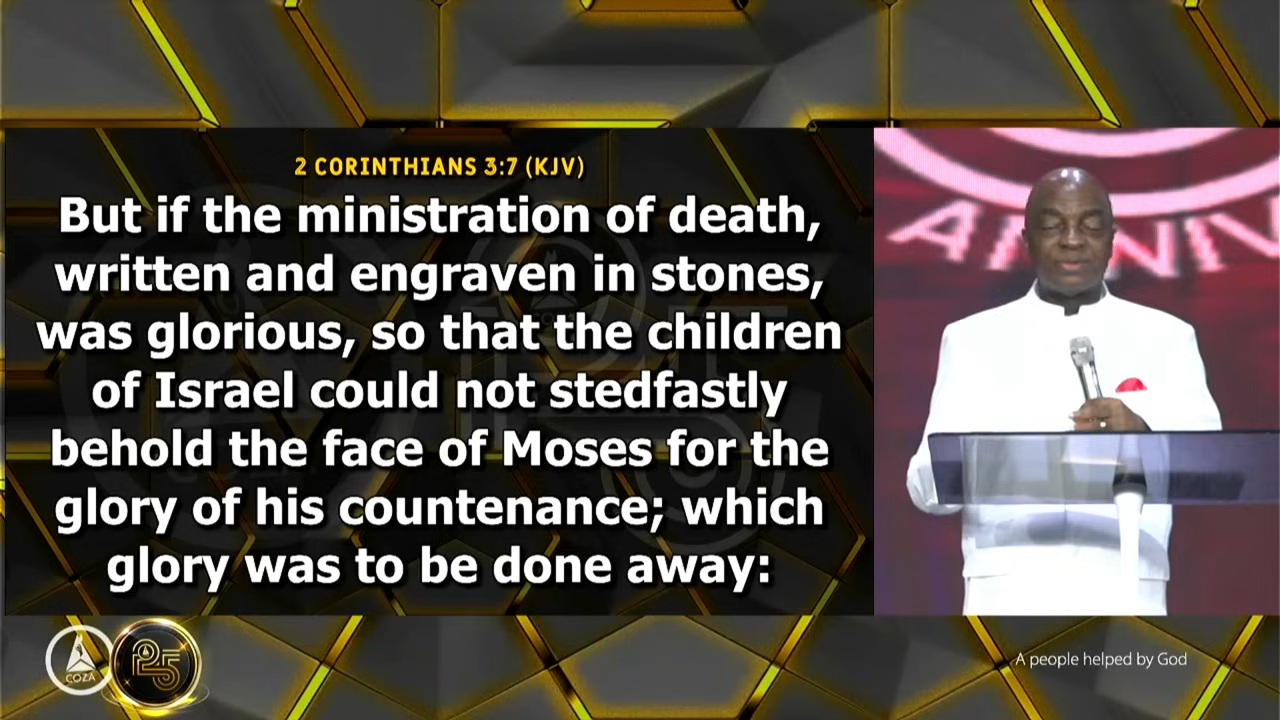 2 CORINTHIANS 3:7 (KJV)
But if the ministration of death,
written and engraven in stones,
was glorious, so that the children
of Israel could not stedfastly
behold the face of Moses for the
glory of his countenance; which
glory was to be done away:
ANNIV
COZA
25
A people helped by God